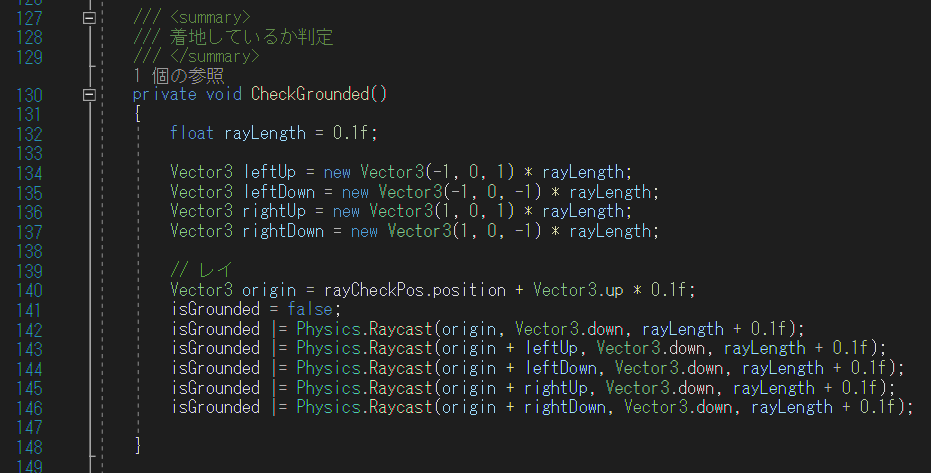 127 /// <summary>
128 /// 着地しているか判定
129 /// </summary>
1 個の参照
130 private void CheckGrounded()
131 {
132 float rayLength = 0.1f;
133
134 Vector3 leftUp = new Vector3(-1, 0, 1) * rayLength;
135 Vector3 leftDown = new Vector3(-1, 0, -1) * rayLength;
136 Vector3 rightUp = new Vector3(1, 0, 1) * rayLength;
137 Vector3 rightDown = new Vector3(1, 0, -1) * rayLength;
138
139 // レイ
140 Vector3 origin = rayCheckPos.position + Vector3.up * 0.1f;
141 isGrounded = false;
142 isGrounded |= Physics.Raycast(origin, Vector3.down, rayLength + 0.1f);
143 isGrounded |= Physics.Raycast(origin + leftUp, Vector3.down, rayLength + 0.1f);
144 isGrounded |= Physics.Raycast(origin + leftDown, Vector3.down, rayLength + 0.1f);
145 isGrounded |= Physics.Raycast(origin + rightUp, Vector3.down, rayLength + 0.1f);
146 isGrounded |= Physics.Raycast(origin + rightDown, Vector3.down, rayLength + 0.1f);
147
148 }
149